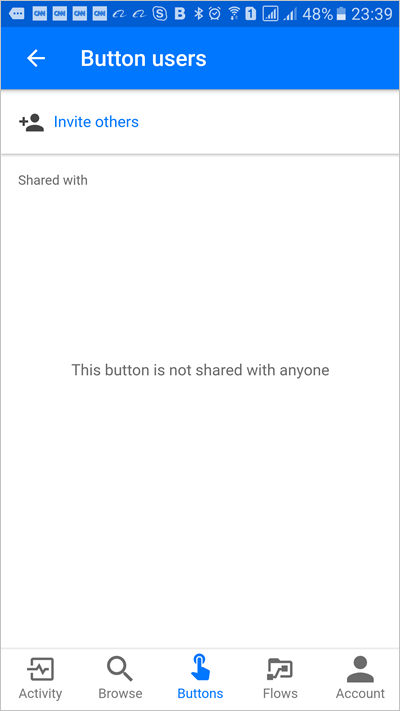 CNN CNN CNN CNN S B 1 48% 23:39
Button users
Invite others
Shared with
This button is not shared with anyone
Activity Browse Buttons Flows Account